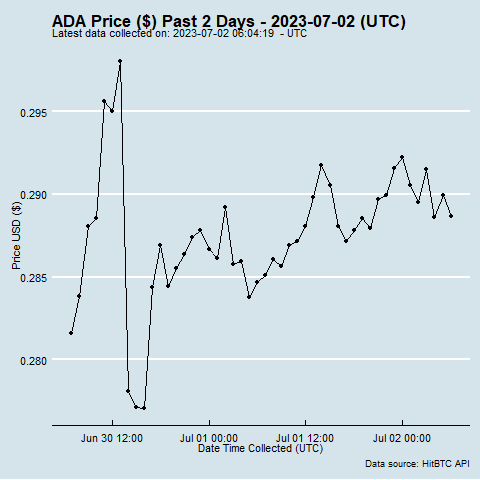 ADA Price ($) Past 2 Days - 2023-07-02 (UTC)
Latest data collected on: 2023-07-02 06:04:19 - UTC
Price USD ($)
0.295
0.290
0.285
0.280
Jun 30 12:00 Jul 01 00:00 Jul 01 12:00 Jul 02 00:00
Date Time Collected (UTC)
Data source: HitBTC API